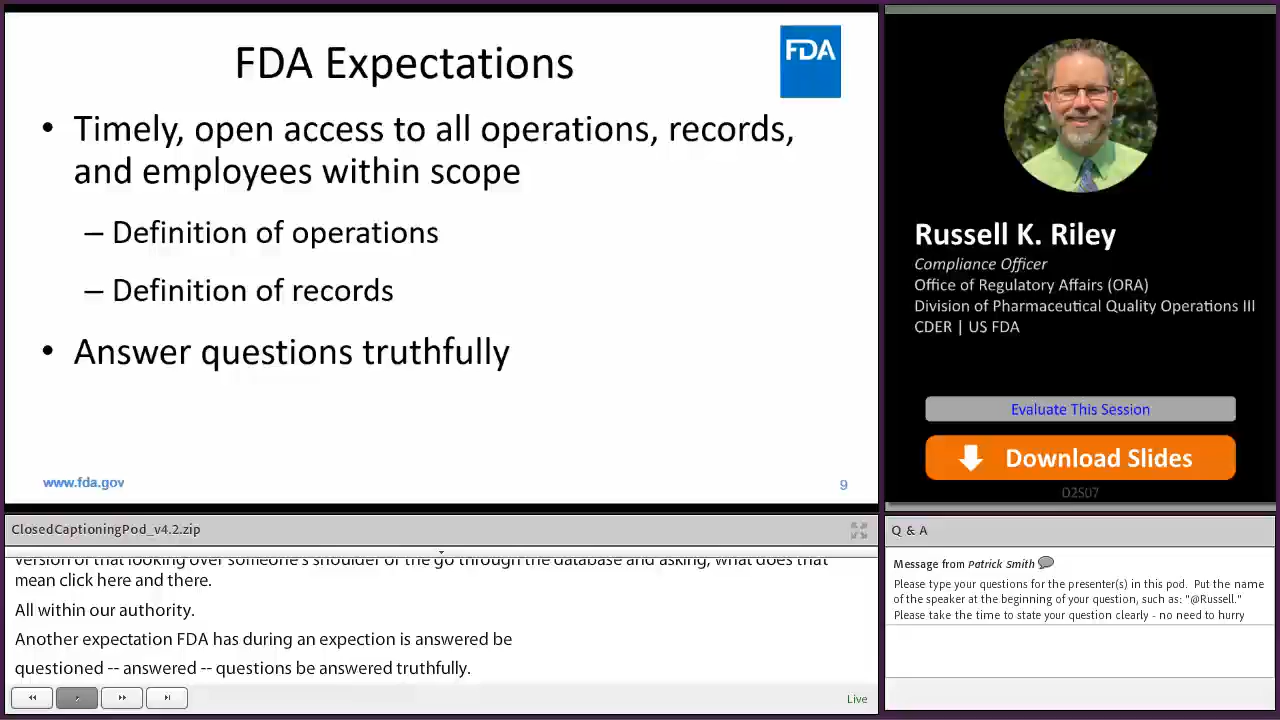 FDA Expectations
FDA
• Timely, open access to all operations, records,
and employees within scope
– Definition of operations
– Definition of records
• Answer questions truthfully
www.fda.gov
9
Russell K. Riley
Compliance Officer
Office of Regulatory Affairs (ORA)
Division of Pharmaceutical Quality Operations III
CDER | US FDA
Evaluate This Session
Download Slides
D2S07
ClosedCaptioningPod_v4.2.zip
version of that looking over someone's shoulder or the go through the database and asking, what does that
mean click here and there.
All within our authority.
Another expectation FDA has during an expection is answered be
questioned -- answered -- questions be answered truthfully.
Live
Q & A
Message from Patrick Smith
Please type your questions for the presenter(s) in this pod. Put the name
of the speaker at the beginning of your question, such as: "@Russell."
Please take the time to state your question clearly - no need to hurry